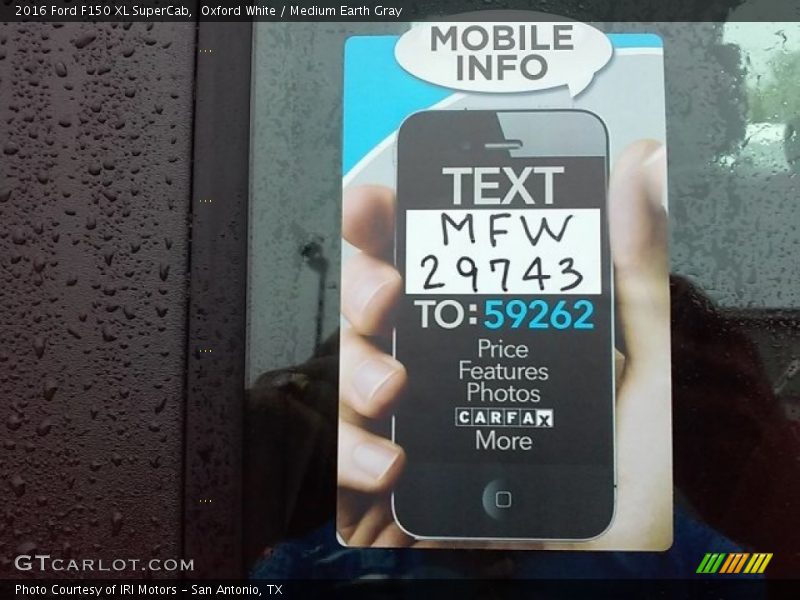 2016 Ford F150 XL SuperCab, Oxford White / Medium Earth Gray
MOBILE
INFO
TEXT
MFW
29743
TO: 59262
Price
Features
Photos
CARFAX
More
GTCARLOT.COM
Photo Courtesy of IRI Motors – San Antonio, TX